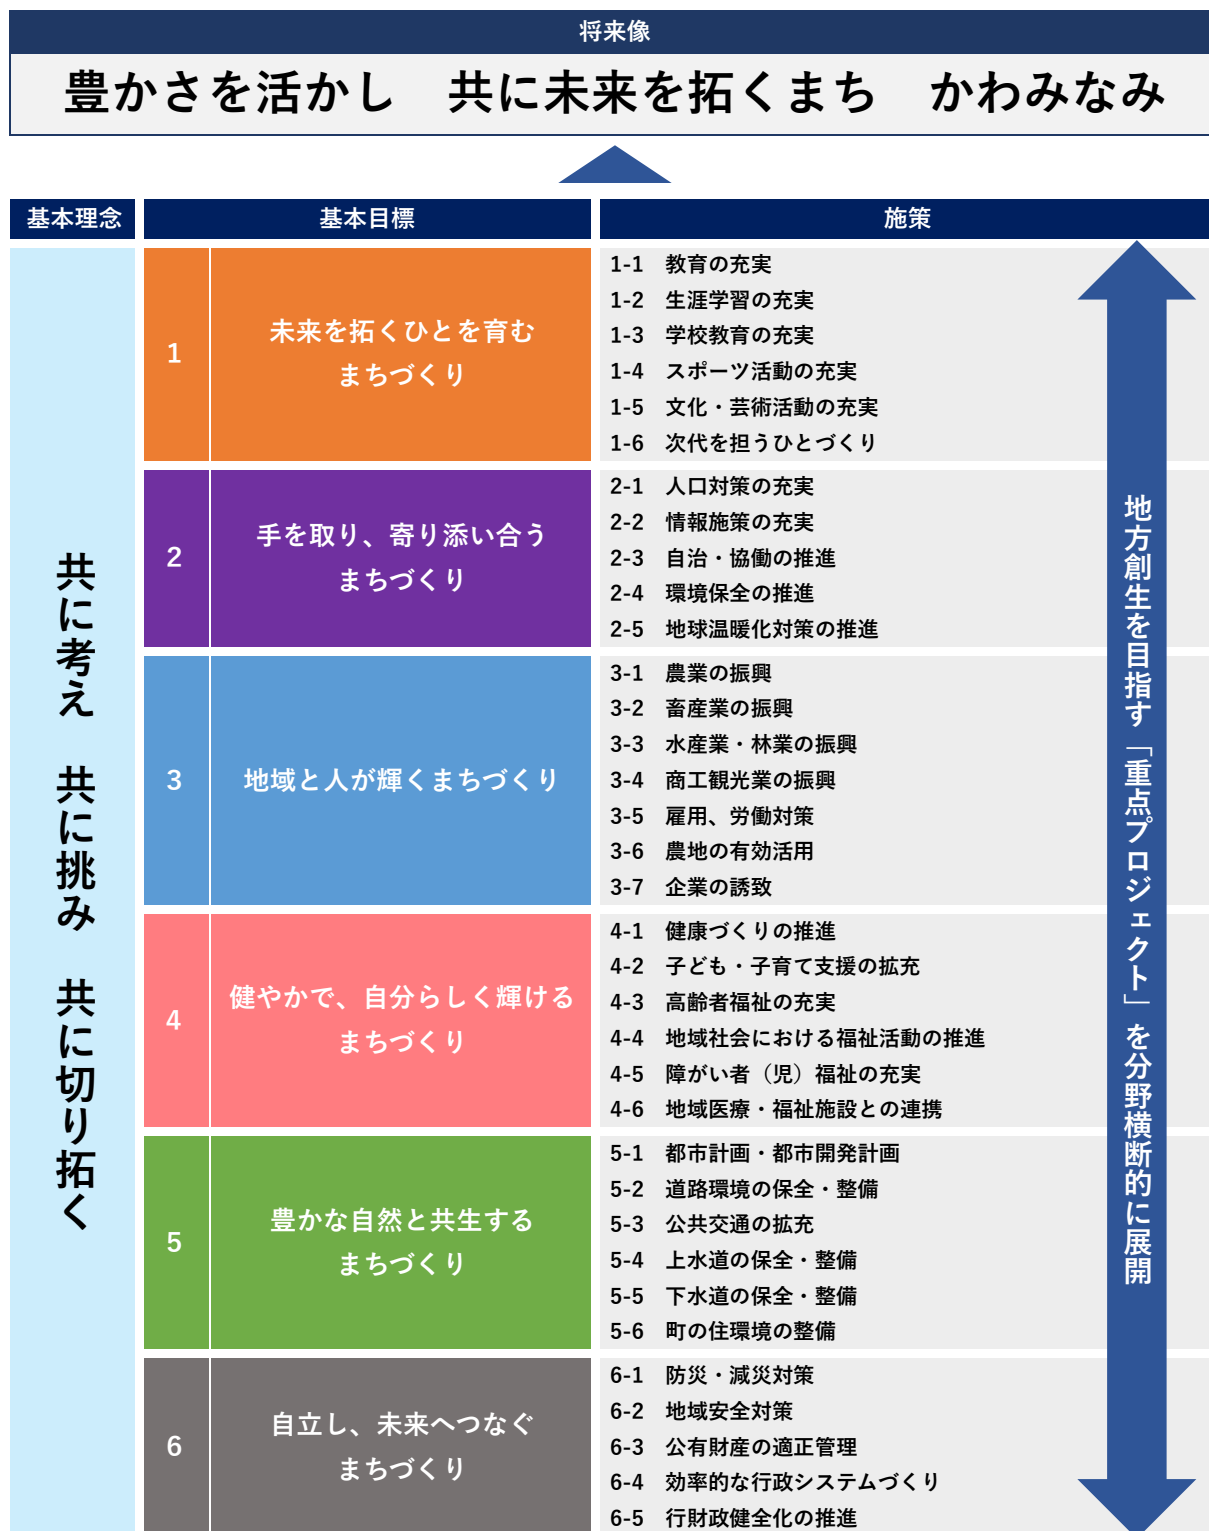 将来像
豊かさを活かし　共に未来を拓くまち　かわみなみ
基本理念
基本目標
施策
共に考え　共に挑み　共に切り拓く
1
未来を拓くひとを育む
まちづくり
1-1　教育の充実
1-2　生涯学習の充実
1-3　学校教育の充実
1-4　スポーツ活動の充実
1-5　文化・芸術活動の充実
1-6　次代を担うひとづくり
2
手を取り、寄り添い合う
まちづくり
2-1　人口対策の充実
2-2　情報施策の充実
2-3　自治・協働の推進
2-4　環境保全の推進
2-5　地球温暖化対策の推進
3
地域と人が輝くまちづくり
3-1　農業の振興
3-2　畜産業の振興
3-3　水産業・林業の振興
3-4　商工観光業の振興
3-5　雇用、労働対策
3-6　農地の有効活用
3-7　企業の誘致
4
健やかで、自分らしく輝ける
まちづくり
4-1　健康づくりの推進
4-2　子ども・子育て支援の拡充
4-3　高齢者福祉の充実
4-4　地域社会における福祉活動の推進
4-5　障がい者（児）福祉の充実
4-6　地域医療・福祉施設との連携
5
豊かな自然と共生する
まちづくり
5-1　都市計画・都市開発計画
5-2　道路環境の保全・整備
5-3　公共交通の拡充
5-4　上水道の保全・整備
5-5　下水道の保全・整備
5-6　町の住環境の整備
6
自立し、未来へつなぐ
まちづくり
6-1　防災・減災対策
6-2　地域安全対策
6-3　公有財産の適正管理
6-4　効率的な行政システムづくり
6-5　行財政健全化の推進
地方創生を目指す「重点プロジェクト」を分野横断的に展開